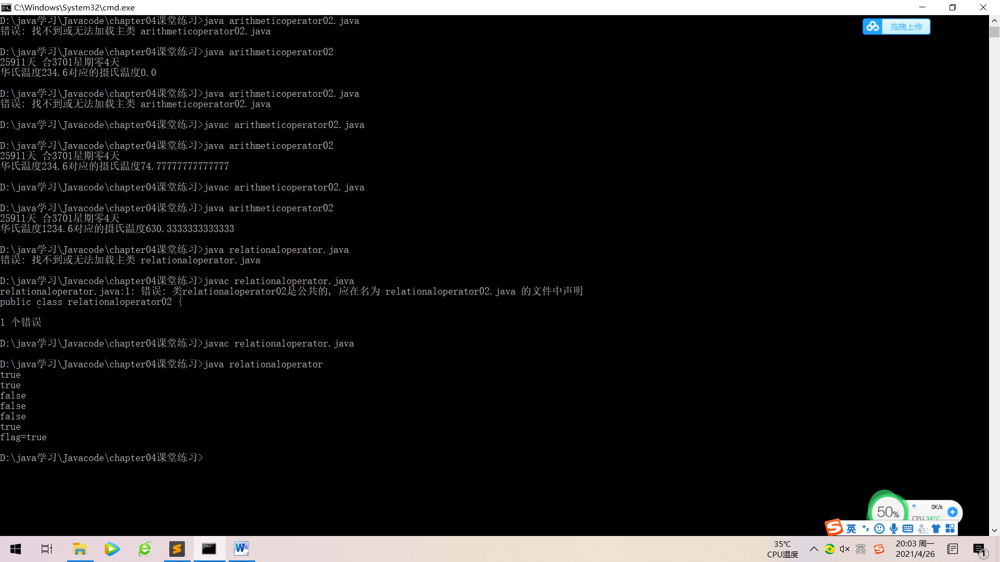 C:\Windows\System32\cmd.exe
D:\java学习\Javacode\chapter04课堂练习>java arithmeticoperator02.java
错误: 找不到或无法加载主类 arithmeticoperator02.java
D:\java学习\Javacode\chapter04课堂练习>java arithmeticoperator02
25911天 合3701星期零4天
华氏温度234.6对应的摄氏温度0.0
D:\java学习\Javacode\chapter04课堂练习>java arithmeticoperator02.java
错误: 找不到或无法加载主类 arithmeticoperator02.java
D:\java学习\Javacode\chapter04课堂练习>javac arithmeticoperator02.java
D:\java学习\Javacode\chapter04课堂练习>java arithmeticoperator02
25911天 合3701星期零4天
华氏温度234.6对应的摄氏温度74.77777777777777
D:\java学习\Javacode\chapter04课堂练习>javac arithmeticoperator02.java
D:\java学习\Javacode\chapter04课堂练习>java arithmeticoperator02
25911天 合3701星期零4天
华氏温度1234.6对应的摄氏温度630.3333333333333
D:\java学习\Javacode\chapter04课堂练习>java relationaloperator.java
错误: 找不到或无法加载主类 relationaloperator.java
D:\java学习\Javacode\chapter04课堂练习>javac relationaloperator.java
relationaloperator.java:1: 错误: 类relationaloperator02是公共的, 应在名为 relationaloperator02.java 的文件中声明
public class relationaloperator02 {
^
1 个错误
D:\java学习\Javacode\chapter04课堂练习>javac relationaloperator.java
D:\java学习\Javacode\chapter04课堂练习>java relationaloperator
true
true
false
false
false
true
flag=true
D:\java学习\Javacode\chapter04课堂练习>
拖拽上传
50%
0K/s
CPU 34℃
英
35℃
CPU温度
英
20:03 周一
2021/4/26
1